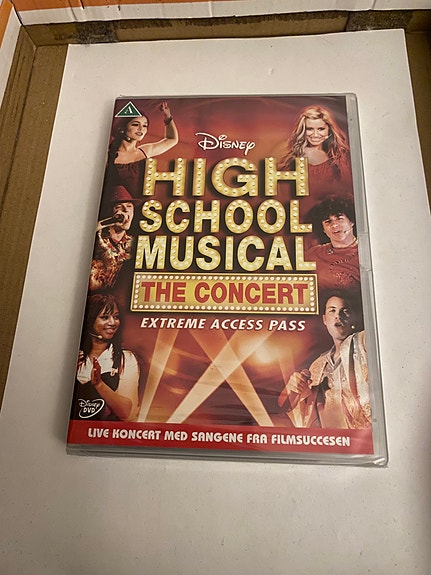 A
Disney
HIGH
SCHOOL
MUSICAL
THE CONCERT
EXTREME ACCESS PASS
Disney
DVD
LIVE KONCERT MED SANGENE FRA FILMSUCCESEN